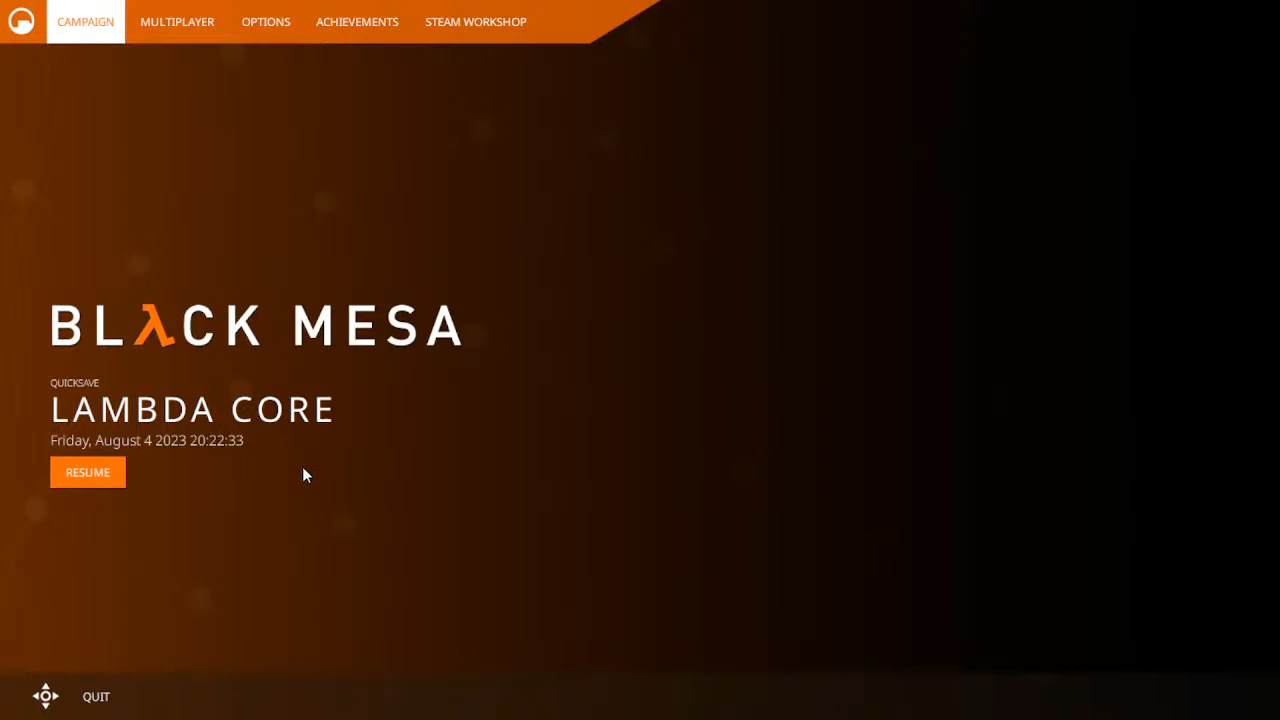 CAMPAIGN MULTIPLAYER OPTIONS ACHIEVEMENTS STEAM WORKSHOP
BLλCK MESA
QUICKSAVE
LAMBDA CORE
Friday, August 4 2023 20:22:33
RESUME
QUIT